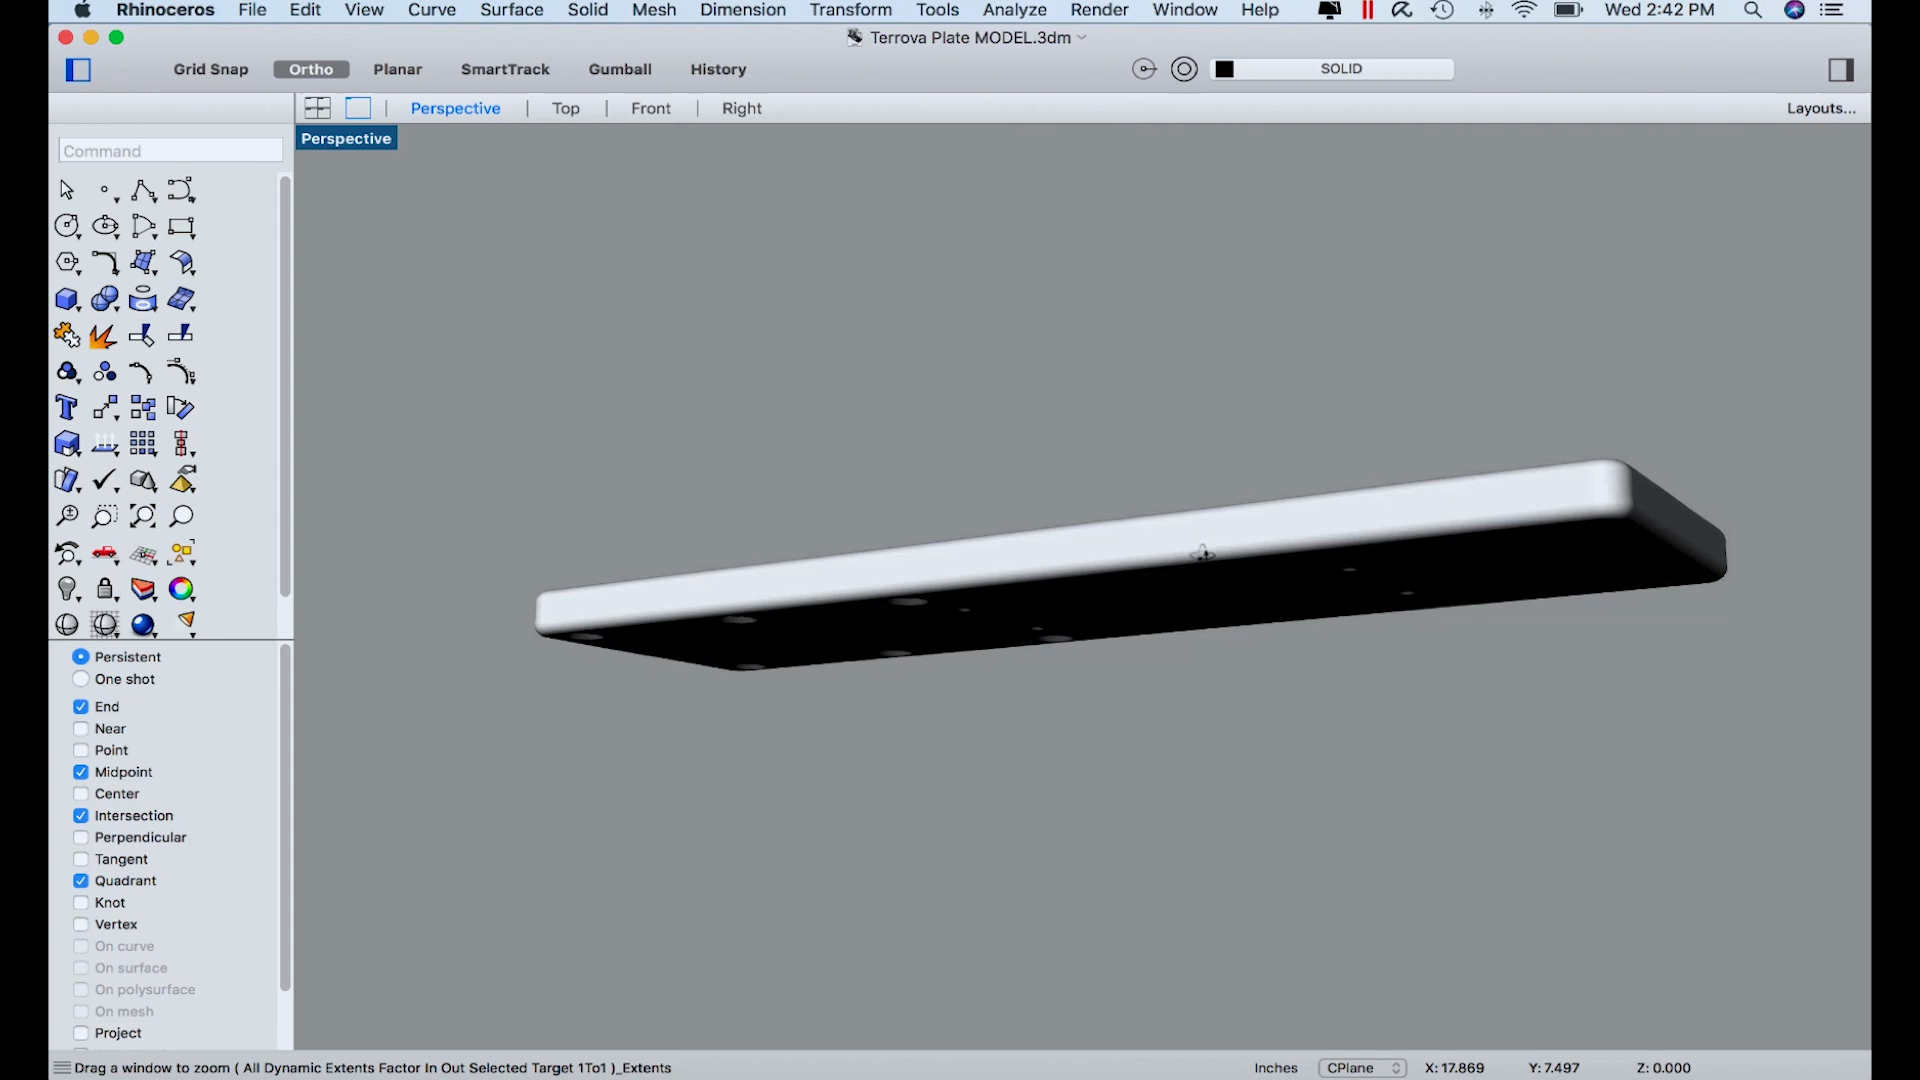 Rhinoceros File Edit View Curve Surface Solid Mesh Dimension Transform Tools Analyze Render Window Help Wed 2:42 PM
Terrova Plate MODEL.3dm
Grid Snap Ortho Planar SmartTrack Gumball History SOLID
Perspective | Top | Front | Right Layouts...
Perspective
Command
Persistent
One shot
End
Near
Point
Midpoint
Center
Intersection
Perpendicular
Tangent
Quadrant
Knot
Vertex
On curve
On surface
On polysurface
On mesh
Project
Drag a window to zoom ( All Dynamic Extents Factor In Out Selected Target 1To1 )_Extents Inches CPlane X: 17.869 Y: 7.497 Z: 0.000